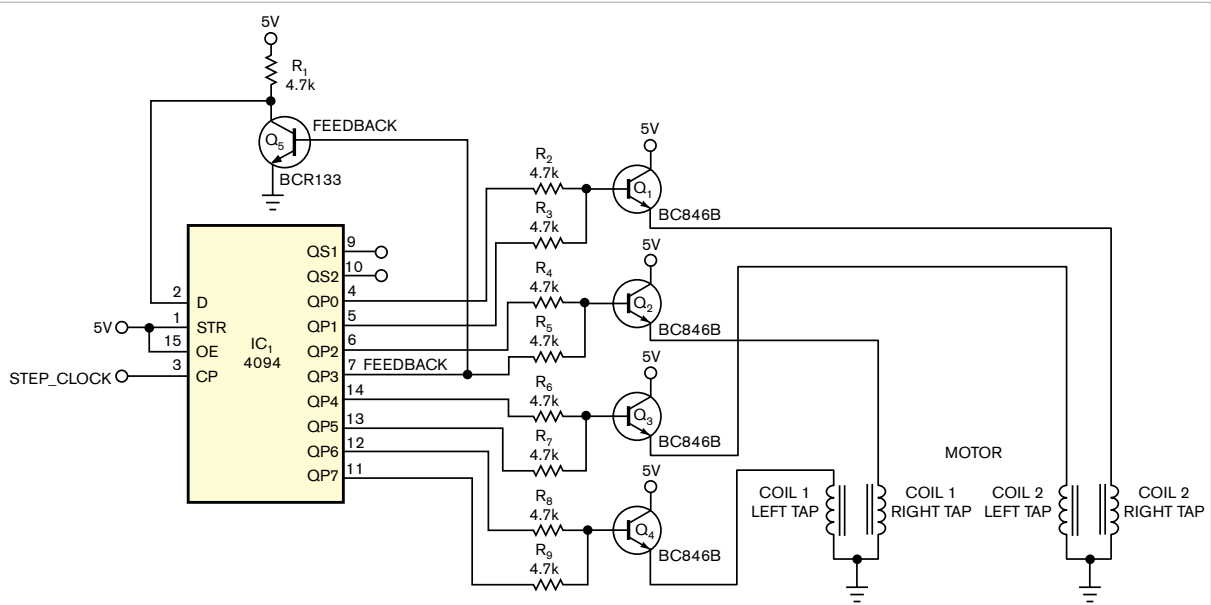 5V
R1
4.7k
FEEDBACK
Q5
BCR133
5V
R2
4.7k
Q1
R3
4.7k
BC846B
QS1 9
QS2 10
5V
R4
4.7k
2 D
QP0 4
Q2
5V
1 STR
QP1 5
R5
4.7k
BC846B
15 OE
IC1
4094
QP2 6
STEP_CLOCK
3 CP
QP3 7 FEEDBACK
5V
R6
4.7k
QP4 14
Q3
QP5 13
R7
4.7k
BC846B
QP6 12
MOTOR
QP7 11
5V
R8
4.7k
COIL 1
LEFT TAP
COIL 1
RIGHT TAP
COIL 2
LEFT TAP
COIL 2
RIGHT TAP
Q4
R9
4.7k
BC846B